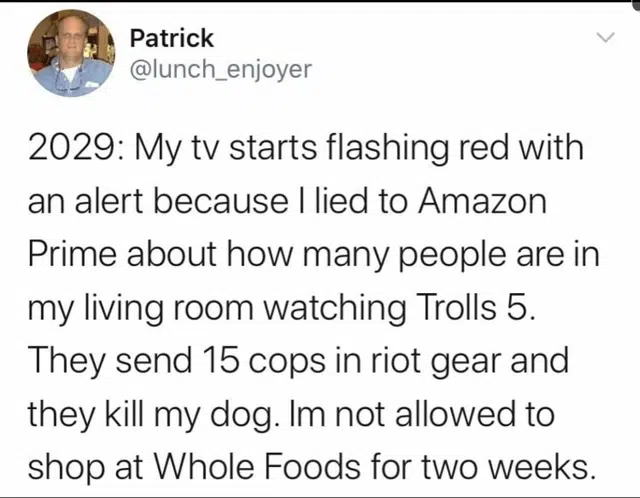 Patrick
@lunch_enjoyer
2029: My tv starts flashing red with
an alert because I lied to Amazon
Prime about how many people are in
my living room watching Trolls 5.
They send 15 cops in riot gear and
they kill my dog. Im not allowed to
shop at Whole Foods for two weeks.